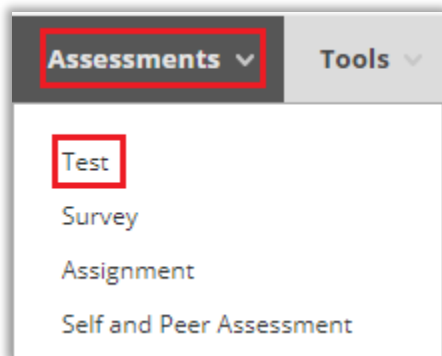 Assessments Tools
Test
Survey
Assignment
Self and Peer Assessment